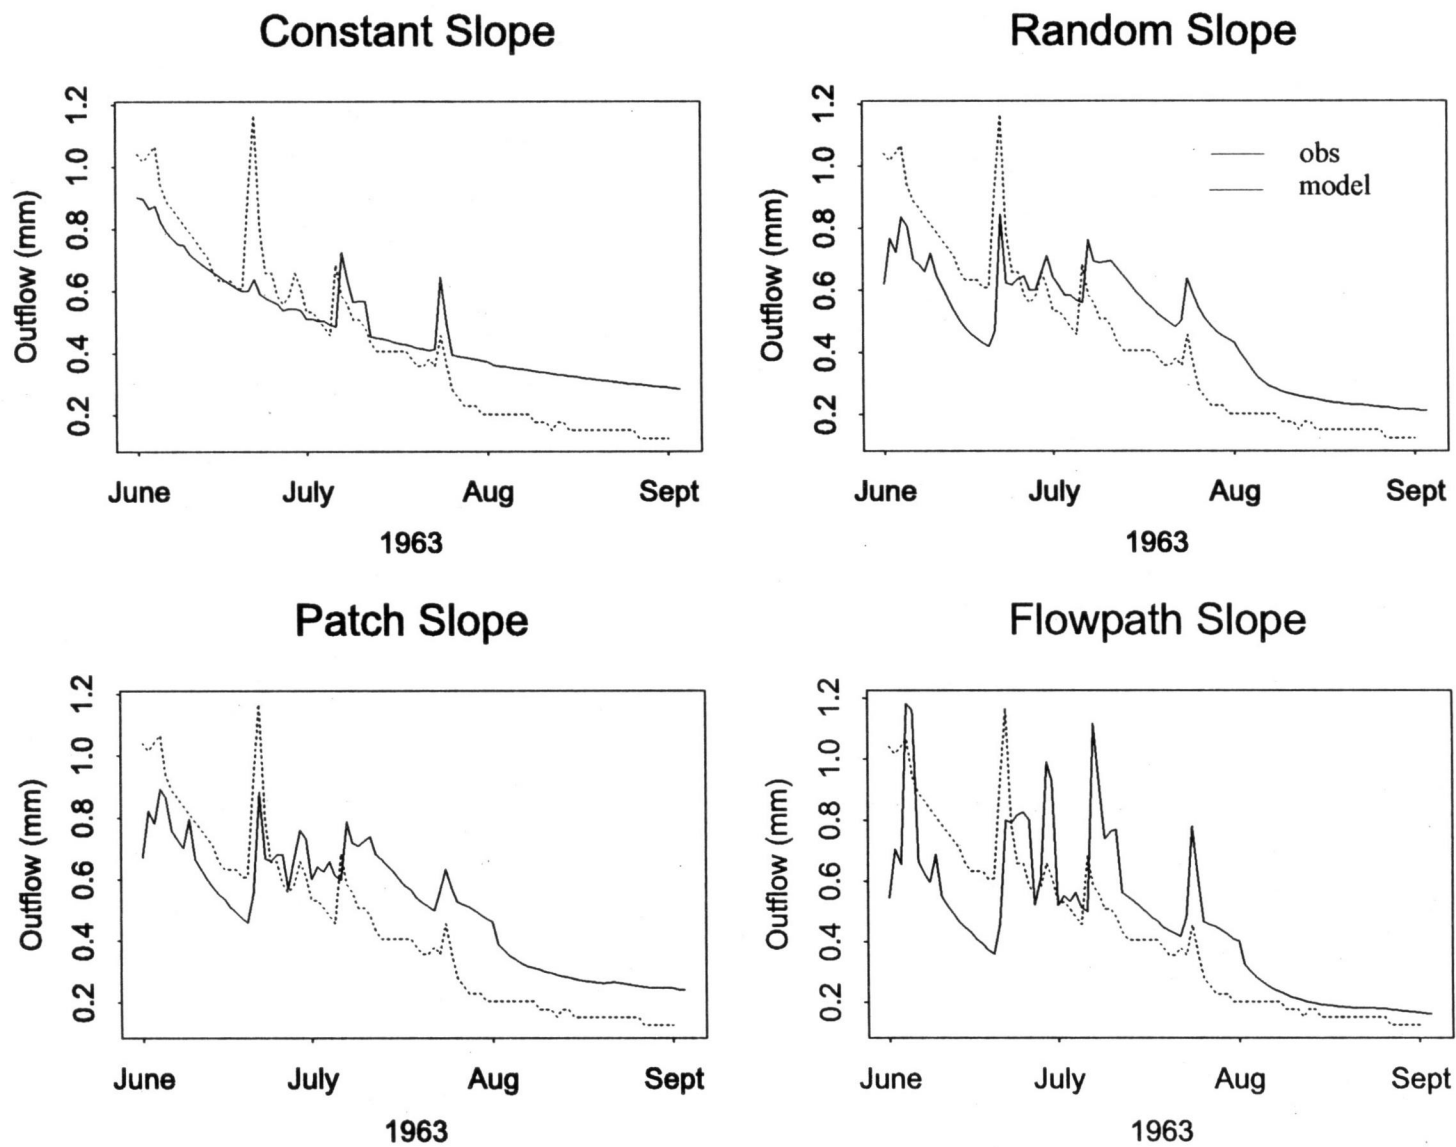 Constant Slope
Outflow (mm)
1.2
1.0
0.8
0.6
0.4
0.2
June July Aug Sept
1963
Random Slope
Outflow (mm)
1.2
1.0
0.8
0.6
0.4
0.2
obs
model
June July Aug Sept
1963
Patch Slope
Outflow (mm)
1.2
1.0
0.8
0.6
0.4
0.2
June July Aug Sept
1963
Flowpath Slope
Outflow (mm)
1.2
1.0
0.8
0.6
0.4
0.2
June July Aug Sept
1963